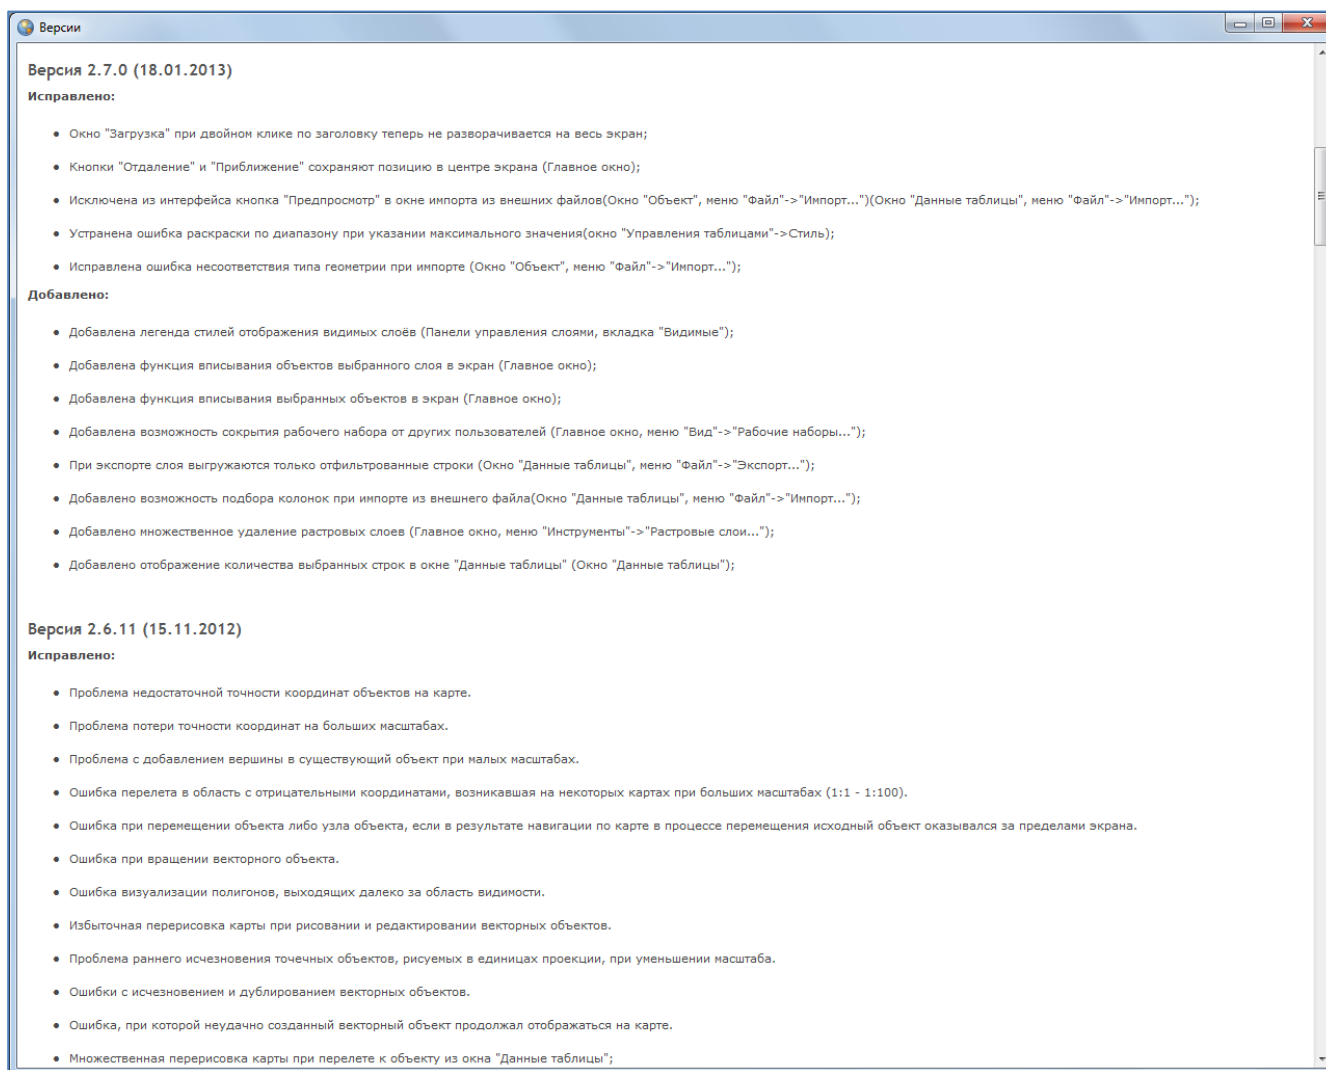 Версии
Версия 2.7.0 (18.01.2013)
Исправлено:
• Окно "Загрузка" при двойном клике по заголовку теперь не разворачивается на весь экран;
• Кнопки "Отдаление" и "Приближение" сохраняют позицию в центре экрана (Главное окно);
• Исключена из интерфейса кнопка "Предпросмотр" в окне импорта из внешних файлов(Окно "Объект", меню "Файл"->"Импорт...")(Окно "Данные таблицы", меню "Файл"->"Импорт...");
• Устранена ошибка раскраски по диапазону при указании максимального значения(окно "Управления таблицами"->Стиль);
• Исправлена ошибка несоответствия типа геометрии при импорте (Окно "Объект", меню "Файл"->"Импорт...");
Добавлено:
• Добавлена легенда стилей отображения видимых слоёв (Панели управления слоями, вкладка "Видимые");
• Добавлена функция вписывания объектов выбранного слоя в экран (Главное окно);
• Добавлена функция вписывания выбранных объектов в экран (Главное окно);
• Добавлена возможность сокрытия рабочего набора от других пользователей (Главное окно, меню "Вид"->"Рабочие наборы...");
• При экспорте слоя выгружаются только отфильтрованные строки (Окно "Данные таблицы", меню "Файл"->"Экспорт...");
• Добавлено возможность подбора колонок при импорте из внешнего файла(Окно "Данные таблицы", меню "Файл"->"Импорт...");
• Добавлено множественное удаление растровых слоев (Главное окно, меню "Инструменты"->"Растровые слои...");
• Добавлено отображение количества выбранных строк в окне "Данные таблицы" (Окно "Данные таблицы");
Версия 2.6.11 (15.11.2012)
Исправлено:
• Проблема недостаточной точности координат объектов на карте.
• Проблема потери точности координат на больших масштабах.
• Проблема с добавлением вершины в существующий объект при малых масштабах.
• Ошибка перелета в область с отрицательными координатами, возникавшая на некоторых картах при больших масштабах (1:1 - 1:100).
• Ошибка при перемещении объекта либо узла объекта, если в результате навигации по карте в процессе перемещения исходный объект оказывался за пределами экрана.
• Ошибка при вращении векторного объекта.
• Ошибка визуализации полигонов, выходящих далеко за область видимости.
• Избыточная перерисовка карты при рисовании и редактировании векторных объектов.
• Проблема раннего исчезновения точечных объектов, рисуемых в единицах проекции, при уменьшении масштаба.
• Ошибки с исчезновением и дублированием векторных объектов.
• Ошибка, при которой неудачно созданный векторный объект продолжал отображаться на карте.
• Множественная перерисовка карты при перелете к объекту из окна "Данные таблицы";